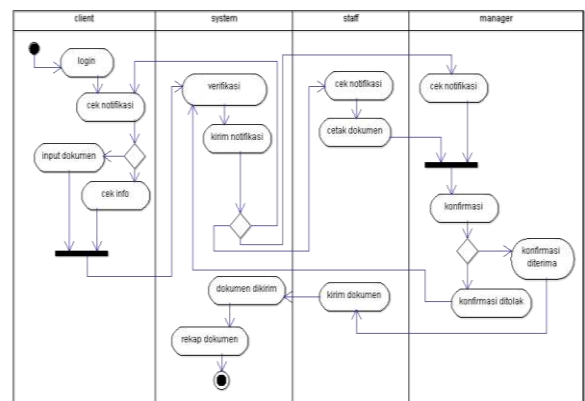 client
system
staff
manager
login
cek notifikasi
input dokumen
cek info
verifikasi
kirim notifikasi
dokumen dikirim
rekap dokumen
cek notifikasi
cetak dokumen
kirim dokumen
cek notifikasi
konfirmasi
konfirmasi
diterima
konfirmasi ditolak